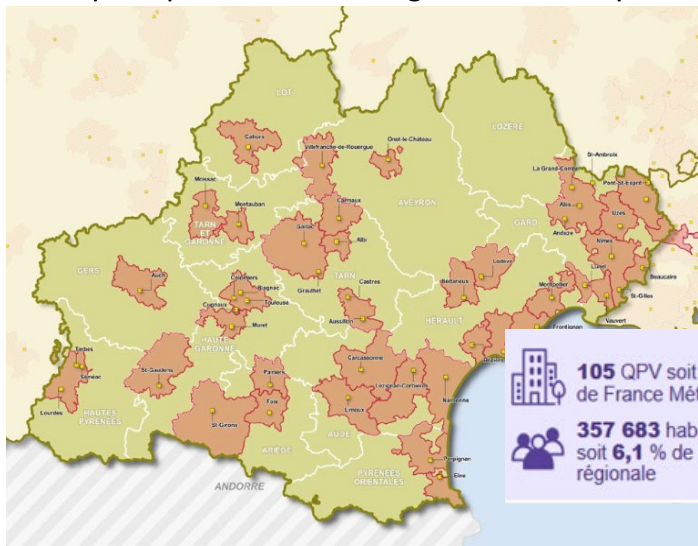 LOT
LOZÈRE
Cahors
Villefranche-de-Rouergue
Onet-le-Château
St-Ambroix
La Grand-Combe
Pont-St-Esprit
Moissac
Montauban
Carmaux
AVEYRON
Alès
Uzès
TARN
ET
GARONNE
Gaillac
Albi
GARD
Anduze
Nîmes
GERS
Auch
TARN
Lodève
Bédarieux
Lunel
Beaucaire
Colomiers
Blagnac
Graulhet
Castres
Montpellier
St-Gilles
Cugnaux
Toulouse
Aussillon
HÉRAULT
Vauvert
Muret
Frontignan
HAUTE
GARONNE
Tarbes
St-Gaudens
Pamiers
Carcassonne
Lézignan-Corbières
Narbonne
Lourdes
Foix
Limoux
HAUTES
PYRÉNÉES
St-Girons
AUDE
ARIÈGE
Perpignan
PYRÉNÉES
ORIENTALES
Elne
ANDORRE
105 QPV soit
de France Mét
357 683 hab
soit 6,1 % de
régionale